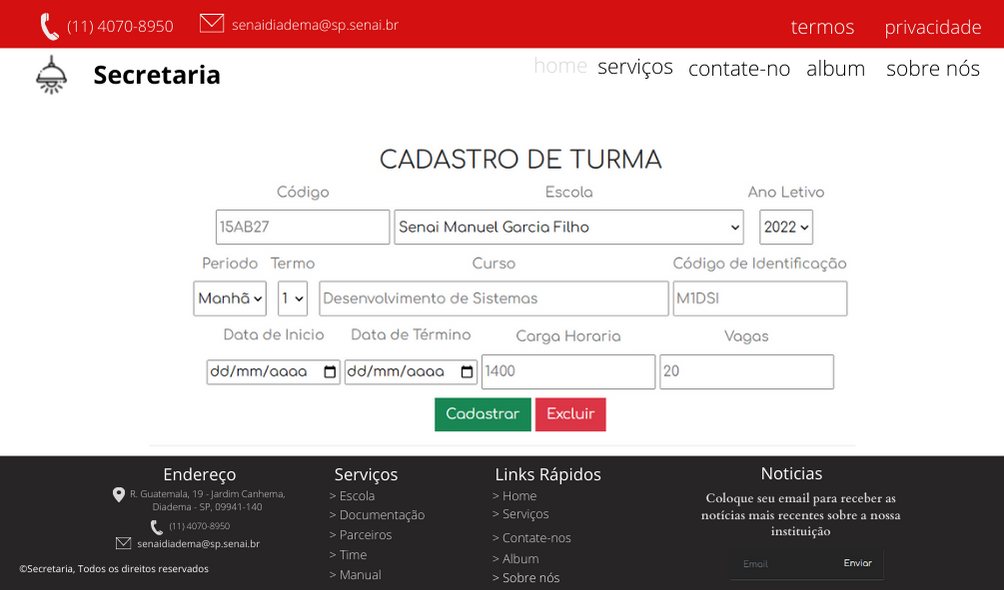 (11) 4070-8950 senaidiadema@sp.senai.br termos privacidade
Secretaria home serviços contate-no album sobre nós
CADASTRO DE TURMA
Código Escola Ano Letivo
15AB27 Senai Manuel Garcia Filho 2022
Periodo Termo Curso Código de Identificação
Manhã 1 Desenvolvimento de Sistemas M1DSI
Data de Inicio Data de Término Carga Horaria Vagas
dd/mm/aaaa dd/mm/aaaa 1400 20
Cadastrar Excluir
Endereço
R. Guatemala, 19 - Jardim Canhema,
Diadema - SP, 09941-140
(11) 4070-8950
senaidiadema@sp.senai.br
©Secretaria, Todos os direitos reservados
Serviços
> Escola
> Documentação
> Parceiros
> Time
> Manual
Links Rápidos
> Home
> Serviços
> Contate-nos
> Album
> Sobre nós
Noticias
Coloque seu email para receber as
notícias mais recentes sobre a nossa
instituição
Email Enviar